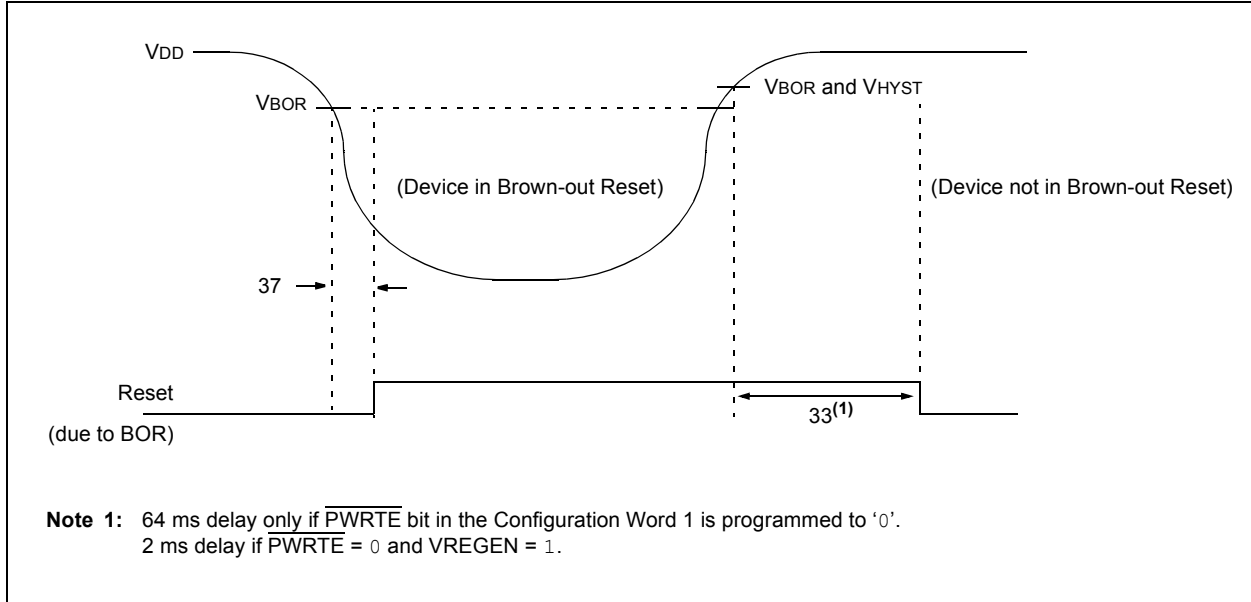 VDD
VBOR
VBOR and VHYST
(Device in Brown-out Reset)
(Device not in Brown-out Reset)
37
Reset
(due to BOR)
33(1)
Note 1: 64 ms delay only if PWRTE bit in the Configuration Word 1 is programmed to ‘0’.
2 ms delay if PWRTE = 0 and VREGEN = 1.